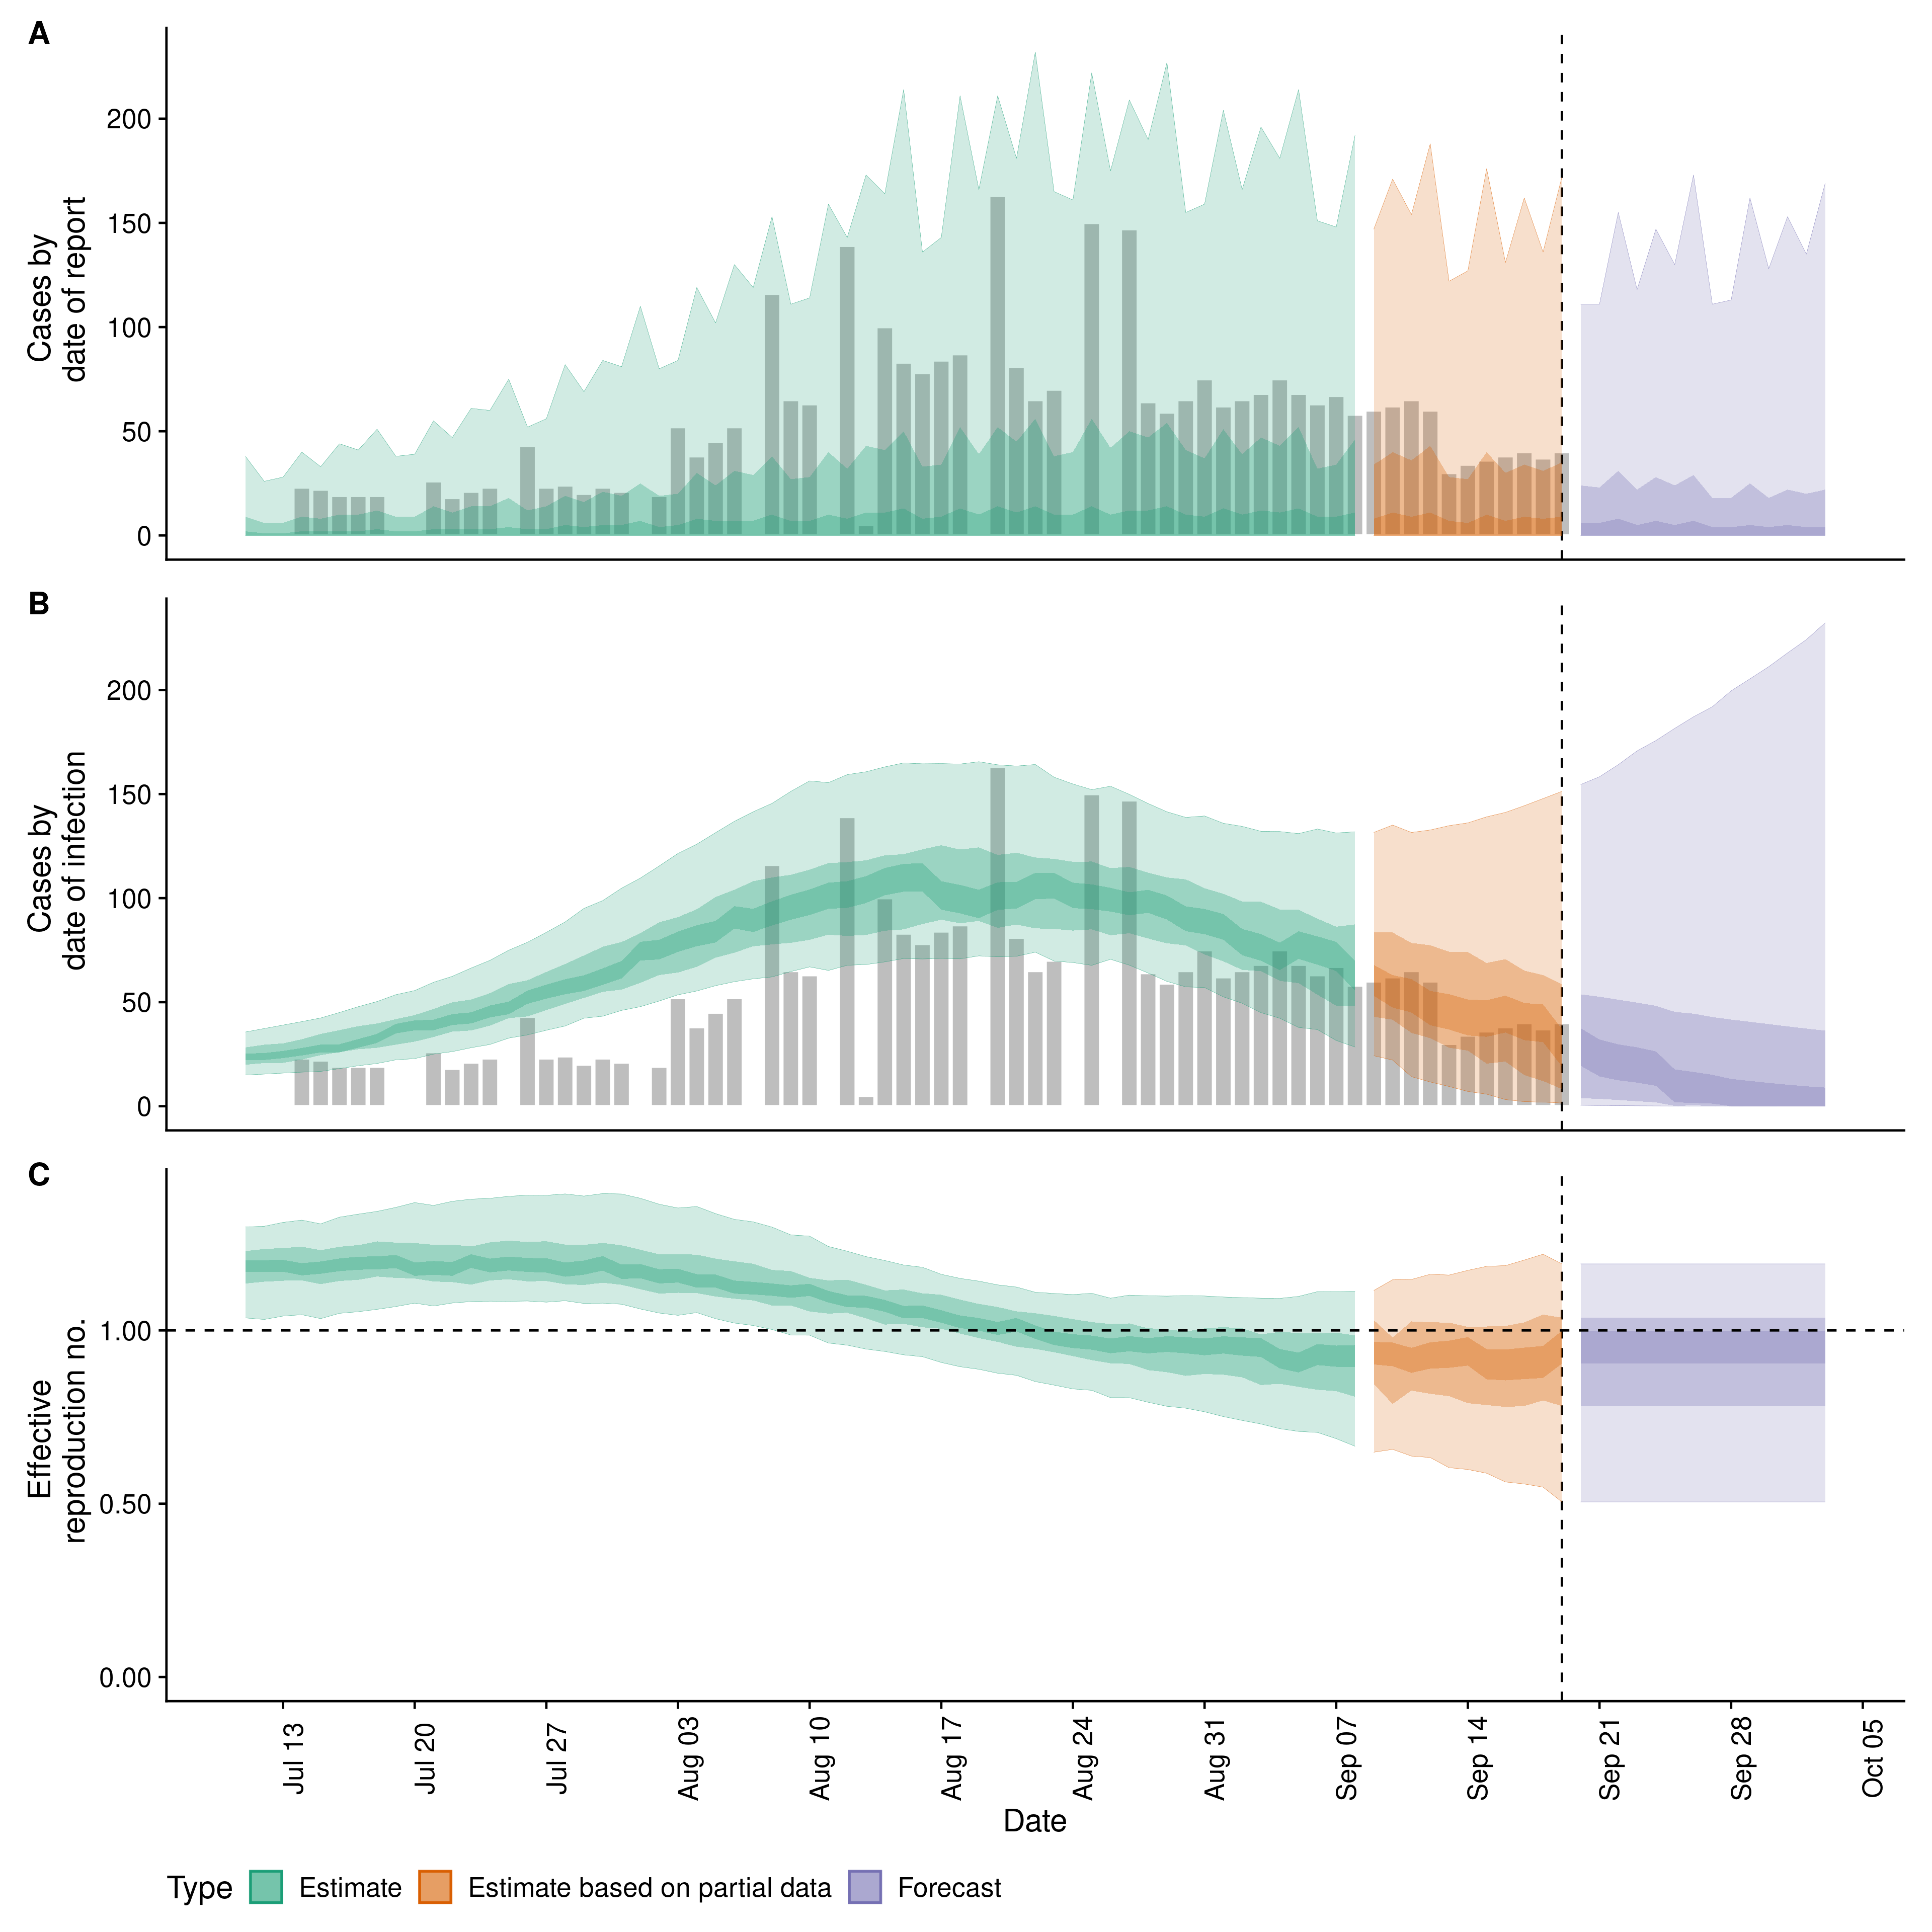 A
Cases by
date of report
200
150
100
50
0
B
Cases by
date of infection
200
150
100
50
0
C
Effective
reproduction no.
1.00
0.50
0.00
Jul 13
Jul 20
Jul 27
Aug 03
Aug 10
Aug 17
Aug 24
Aug 31
Sep 07
Sep 14
Sep 21
Sep 28
Oct 05
Date
Type Estimate Estimate based on partial data Forecast